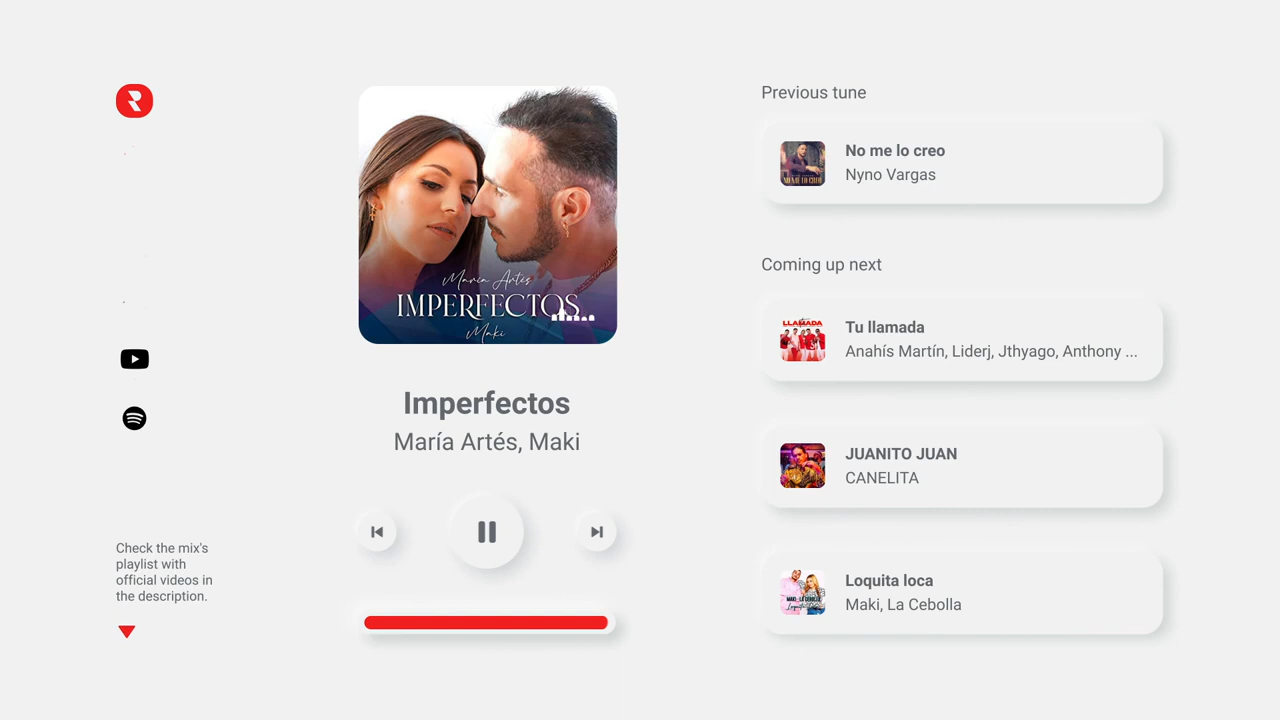 Previous tune
No me lo creo
Nyno Vargas
María Artés
IMPERFECTOS
Maki
Imperfectos
María Artés, Maki
Coming up next
LLAMADA
Tu llamada
Anahís Martín, Liderj, Jthyago, Anthony ...
JUANITO JUAN
CANELITA
Loquita loca
Maki, La Cebolla
Check the mix's
playlist with
official videos in
the description.